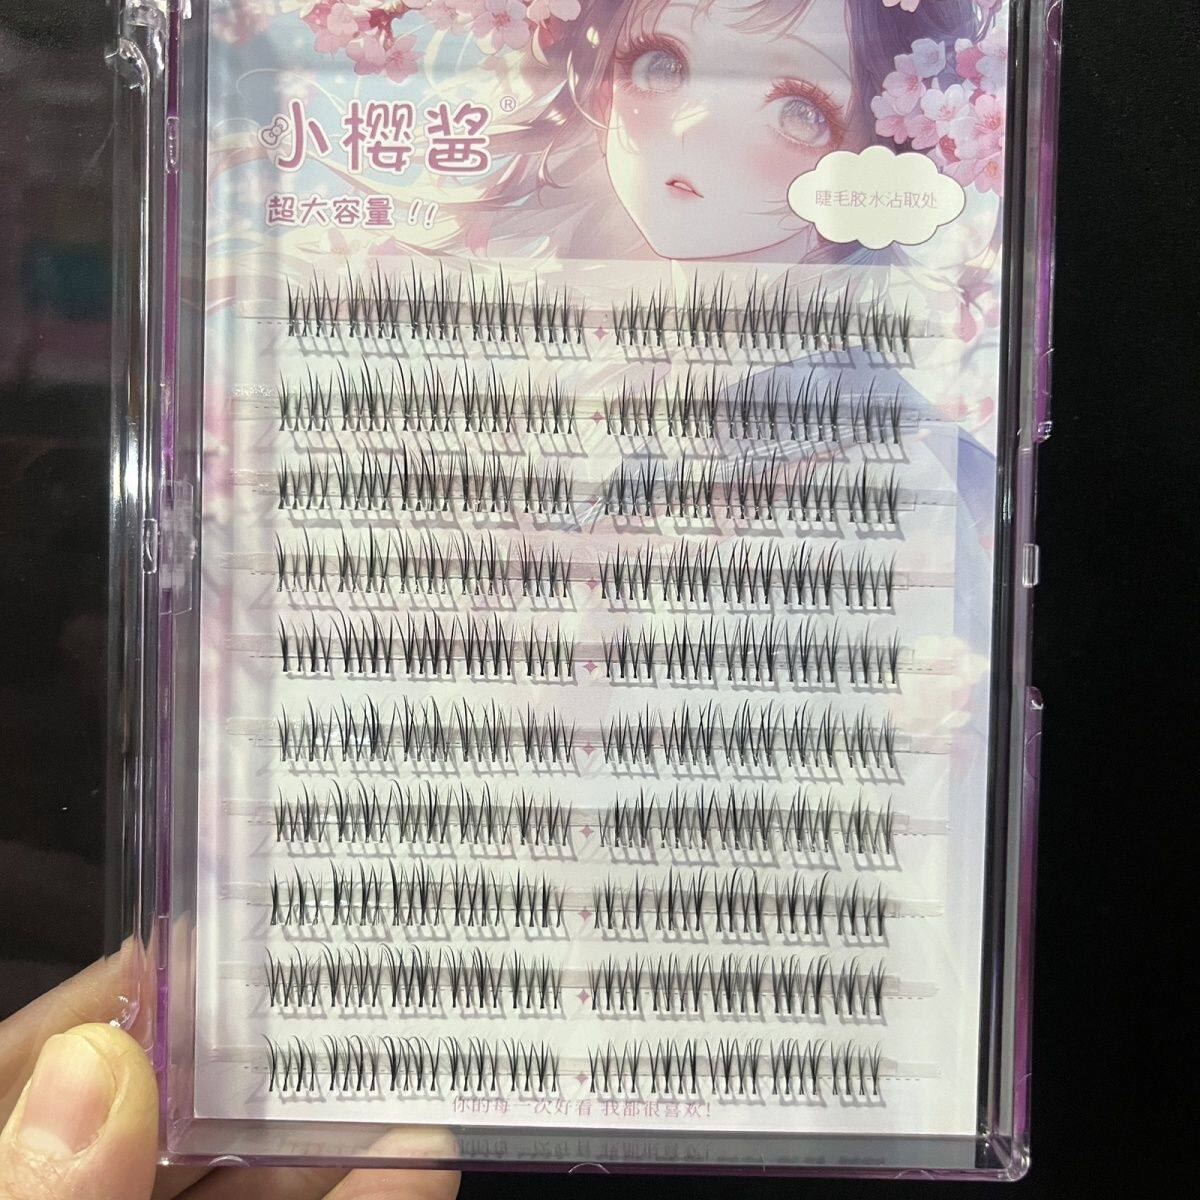 小樱酱®
超大容量!!
睫毛胶水沾取处
你的每一次好看 我都很喜欢!